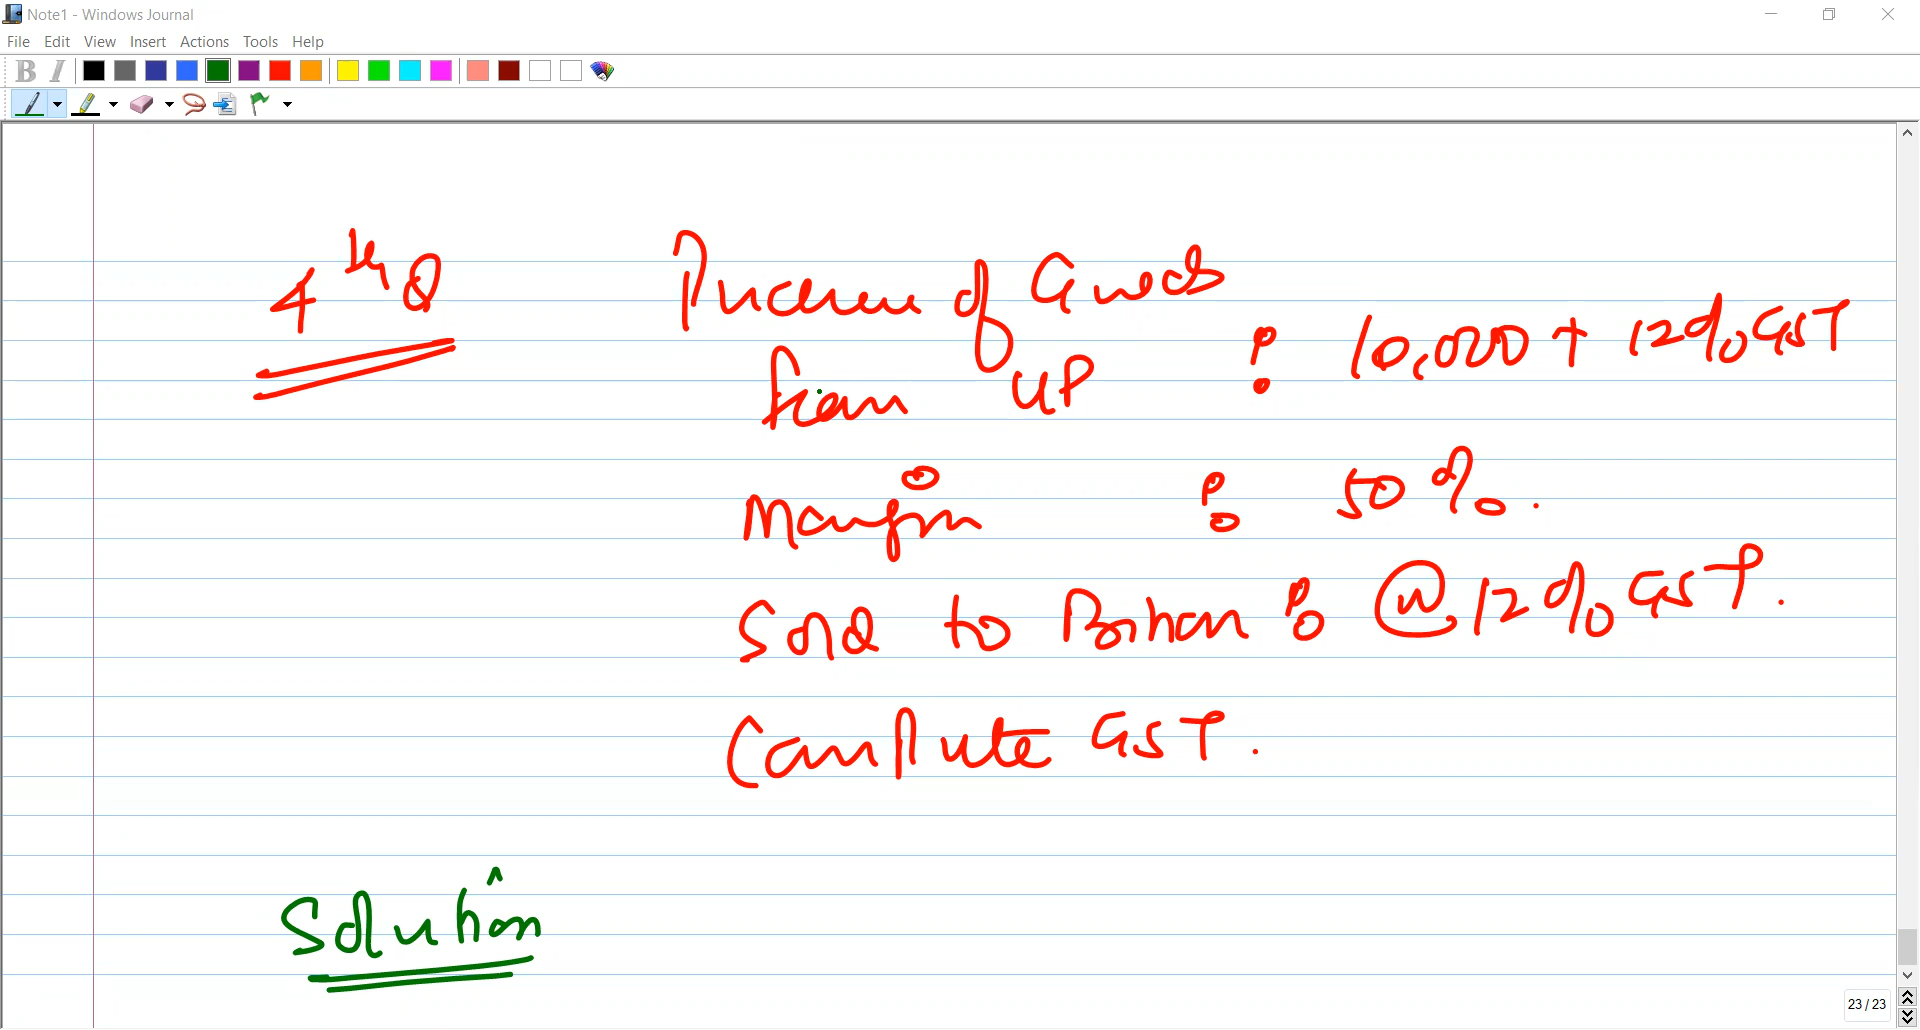 Note1 - Windows Journal
File Edit View Insert Actions Tools Help
B I
4th Q
Purchase of Goods
from UP : 10,000 + 12% GST
Margin : 50%.
Sold to Bihar : @ 12% GST.
Compute GST.
Solution
23 / 23